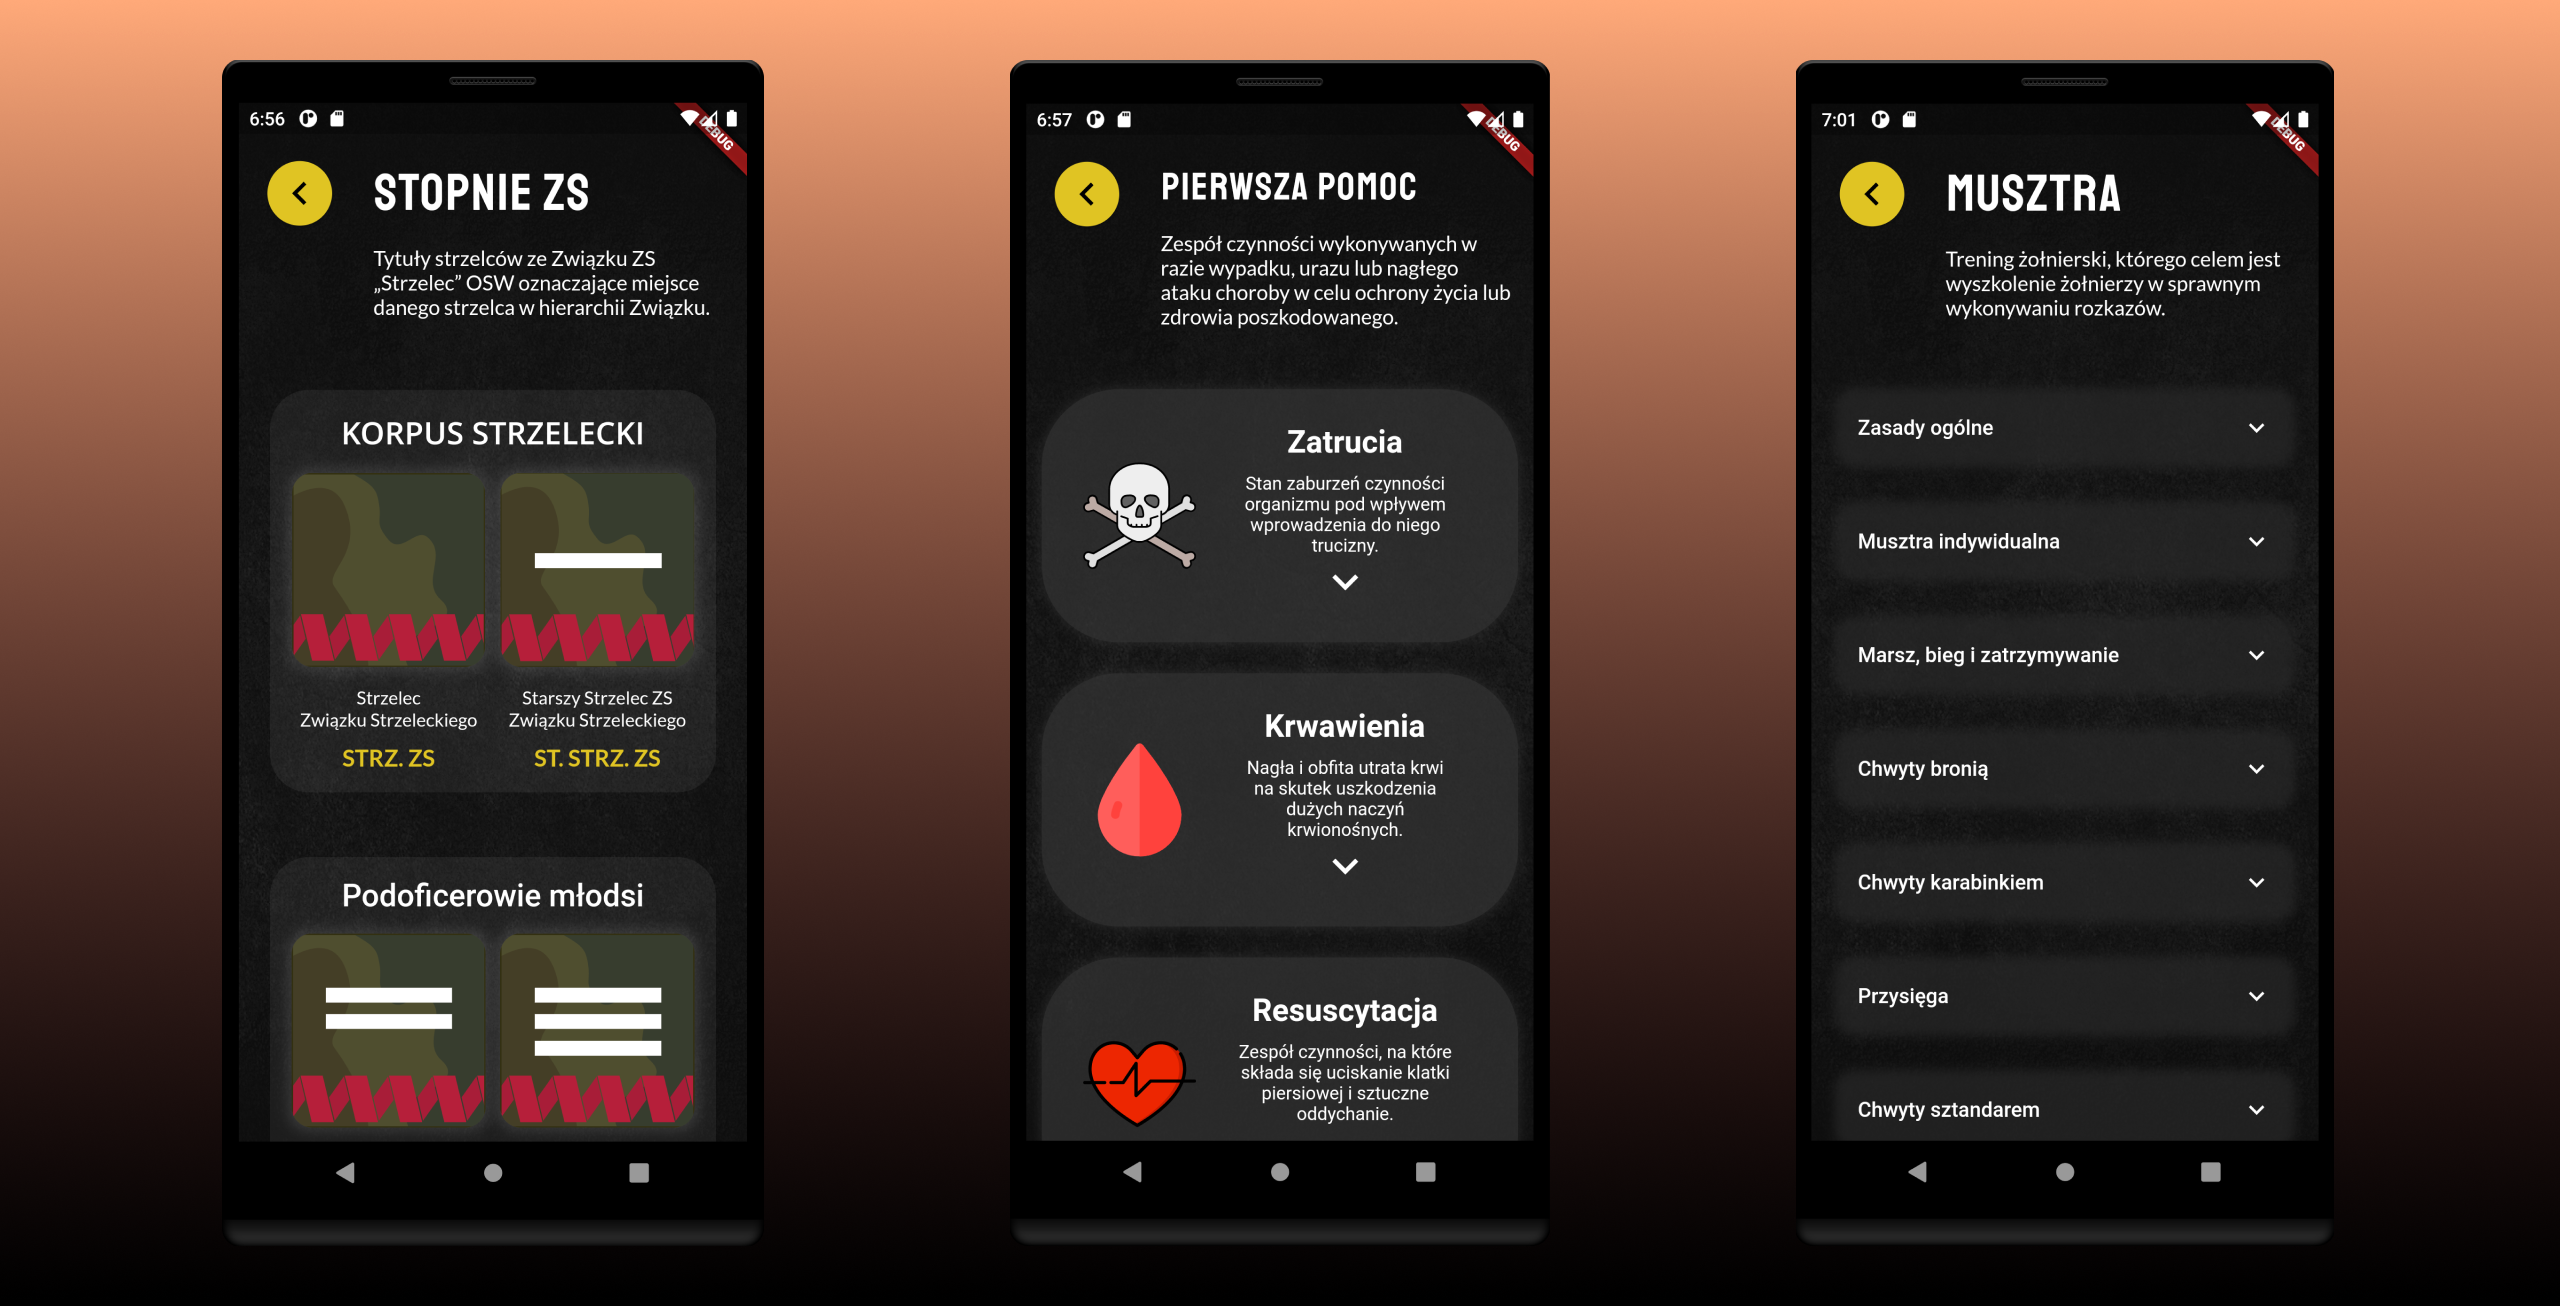 6:56
DEBUG
STOPNIE ZS
Tytuły strzelców ze Związku ZS
„Strzelec” OSW oznaczające miejsce
danego strzelca w hierarchii Związku.
KORPUS STRZELECKI
Strzelec
Związku Strzeleckiego
STRZ. ZS
Starszy Strzelec ZS
Związku Strzeleckiego
ST. STRZ. ZS
Podoficerowie młodsi
6:57
DEBUG
PIERWSZA POMOC
Zespół czynności wykonywanych w
razie wypadku, urazu lub nagłego
ataku choroby w celu ochrony życia lub
zdrowia poszkodowanego.
Zatrucia
Stan zaburzeń czynności
organizmu pod wpływem
wprowadzenia do niego
trucizny.
Krwawienia
Nagła i obfita utrata krwi
na skutek uszkodzenia
dużych naczyń
krwionośnych.
Resuscytacja
Zespół czynności, na które
składa się uciskanie klatki
piersiowej i sztuczne
oddychanie.
7:01
DEBUG
MUSZTRA
Trening żołnierski, którego celem jest
wyszkolenie żołnierzy w sprawnym
wykonywaniu rozkazów.
Zasady ogólne
Musztra indywidualna
Marsz, bieg i zatrzymywanie
Chwyty bronią
Chwyty karabinkiem
Przysięga
Chwyty sztandarem